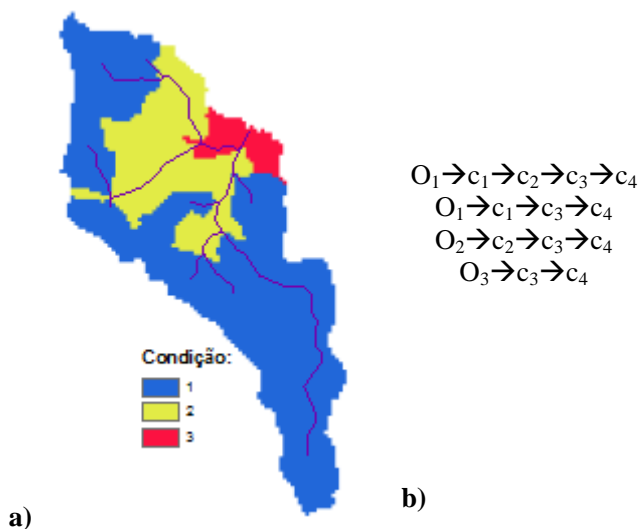 O₁→c₁→c₂→c₃→c₄
O₁→c₁→c₃→c₄
O₂→c₂→c₃→c₄
O₃→c₃→c₄
Condição:
1
2
3
a)
b)